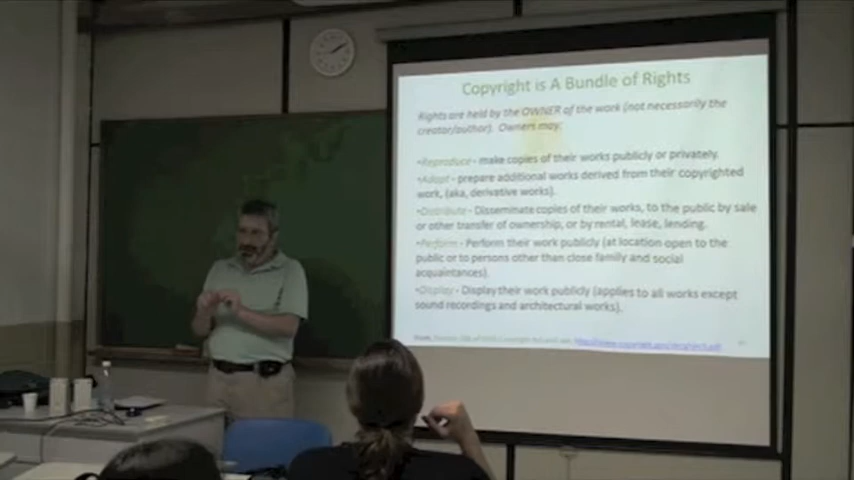 Copyright is A Bundle of Rights
Rights are held by the OWNER of the work (not necessarily the
creator/author). Owners may:
•Reproduce - make copies of their works publicly or privately.
•Adapt - prepare additional works derived from their copyrighted
work, (aka, derivative works).
•Distribute - Disseminate copies of their works, to the public by sale
or other transfer of ownership, or by rental, lease, lending.
•Perform - Perform their work publicly (at location open to the
public or to persons other than close family and social
acquaintances).
•Display - Display their work publicly (applies to all works except
sound recordings and architectural works).